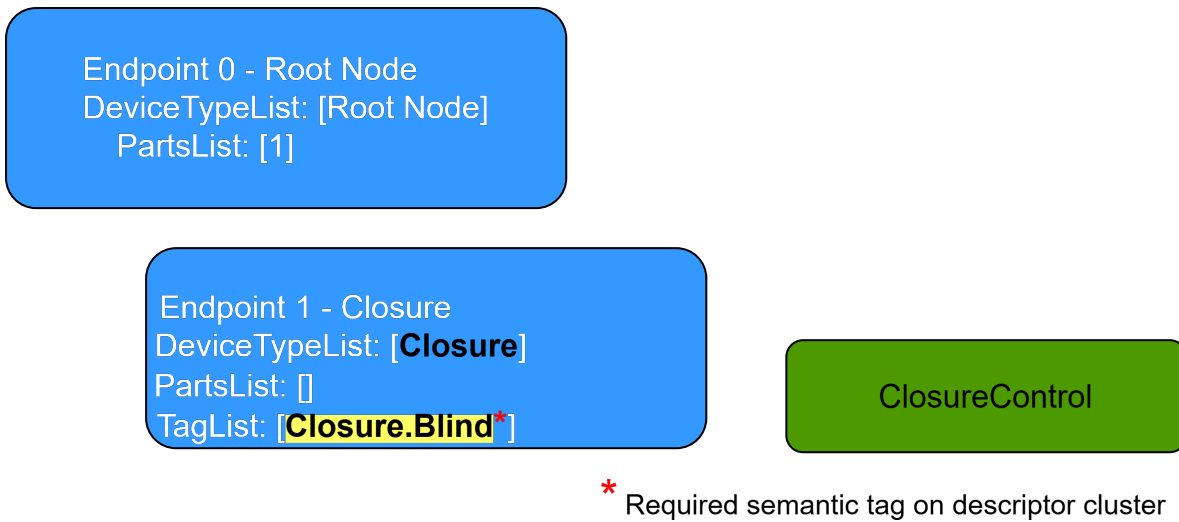 Endpoint 0 - Root Node
DeviceTypeList: [Root Node]
PartsList: [1]
Endpoint 1 - Closure
DeviceTypeList: [Closure]
PartsList: []
TagList: [Closure.Blind*]
ClosureControl
* Required semantic tag on descriptor cluster